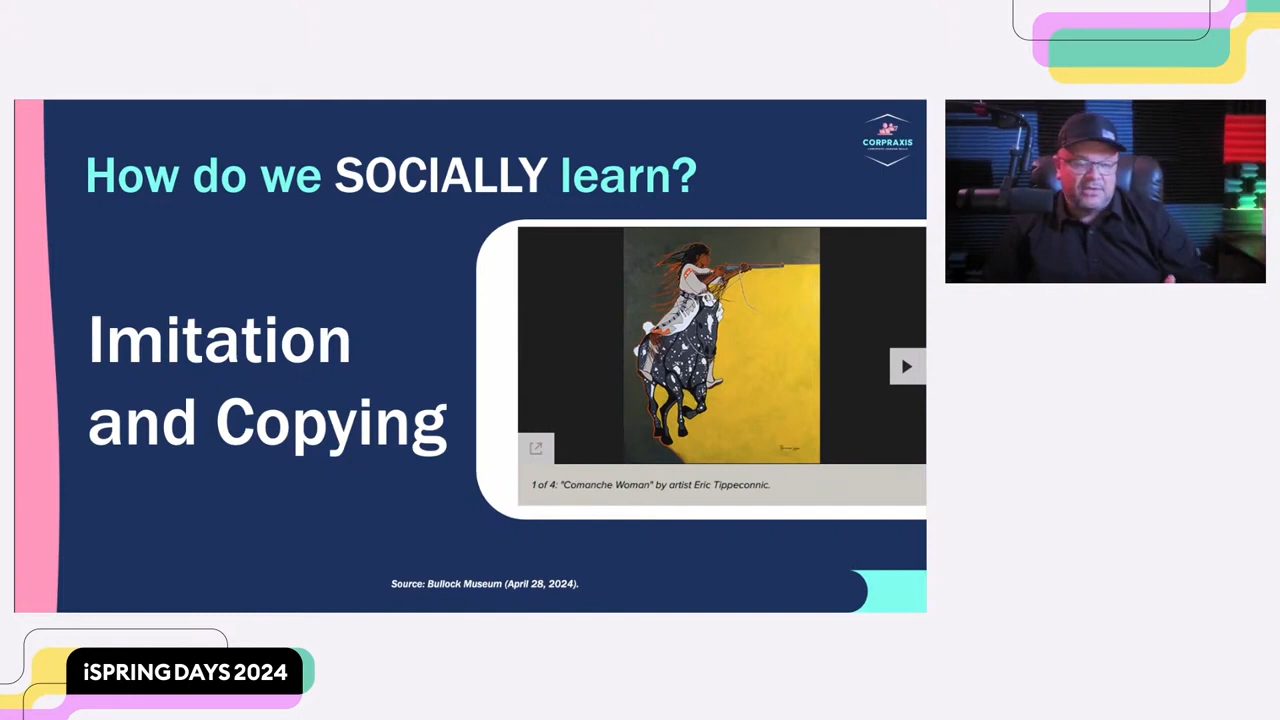 CORPRAXIS
How do we SOCIALLY learn?
Imitation
and Copying
1 of 4: "Comanche Woman" by artist Eric Tippeconnic.
Source: Bullock Museum (April 28, 2024).
iSPRING DAYS 2024